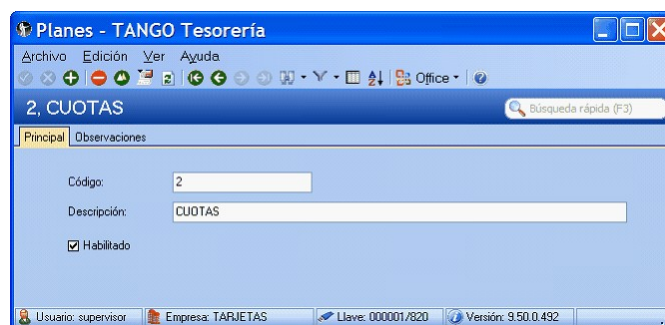 Planes - TANGO Tesorería
Archivo Edición Ver Ayuda
Office
2, CUOTAS
Búsqueda rápida (F3)
Principal Observaciones
Código: 2
Descripción: CUOTAS
Habilitado
Usuario: supervisor Empresa: TARJETAS Llave: 000001/820 Versión: 9.50.0.492